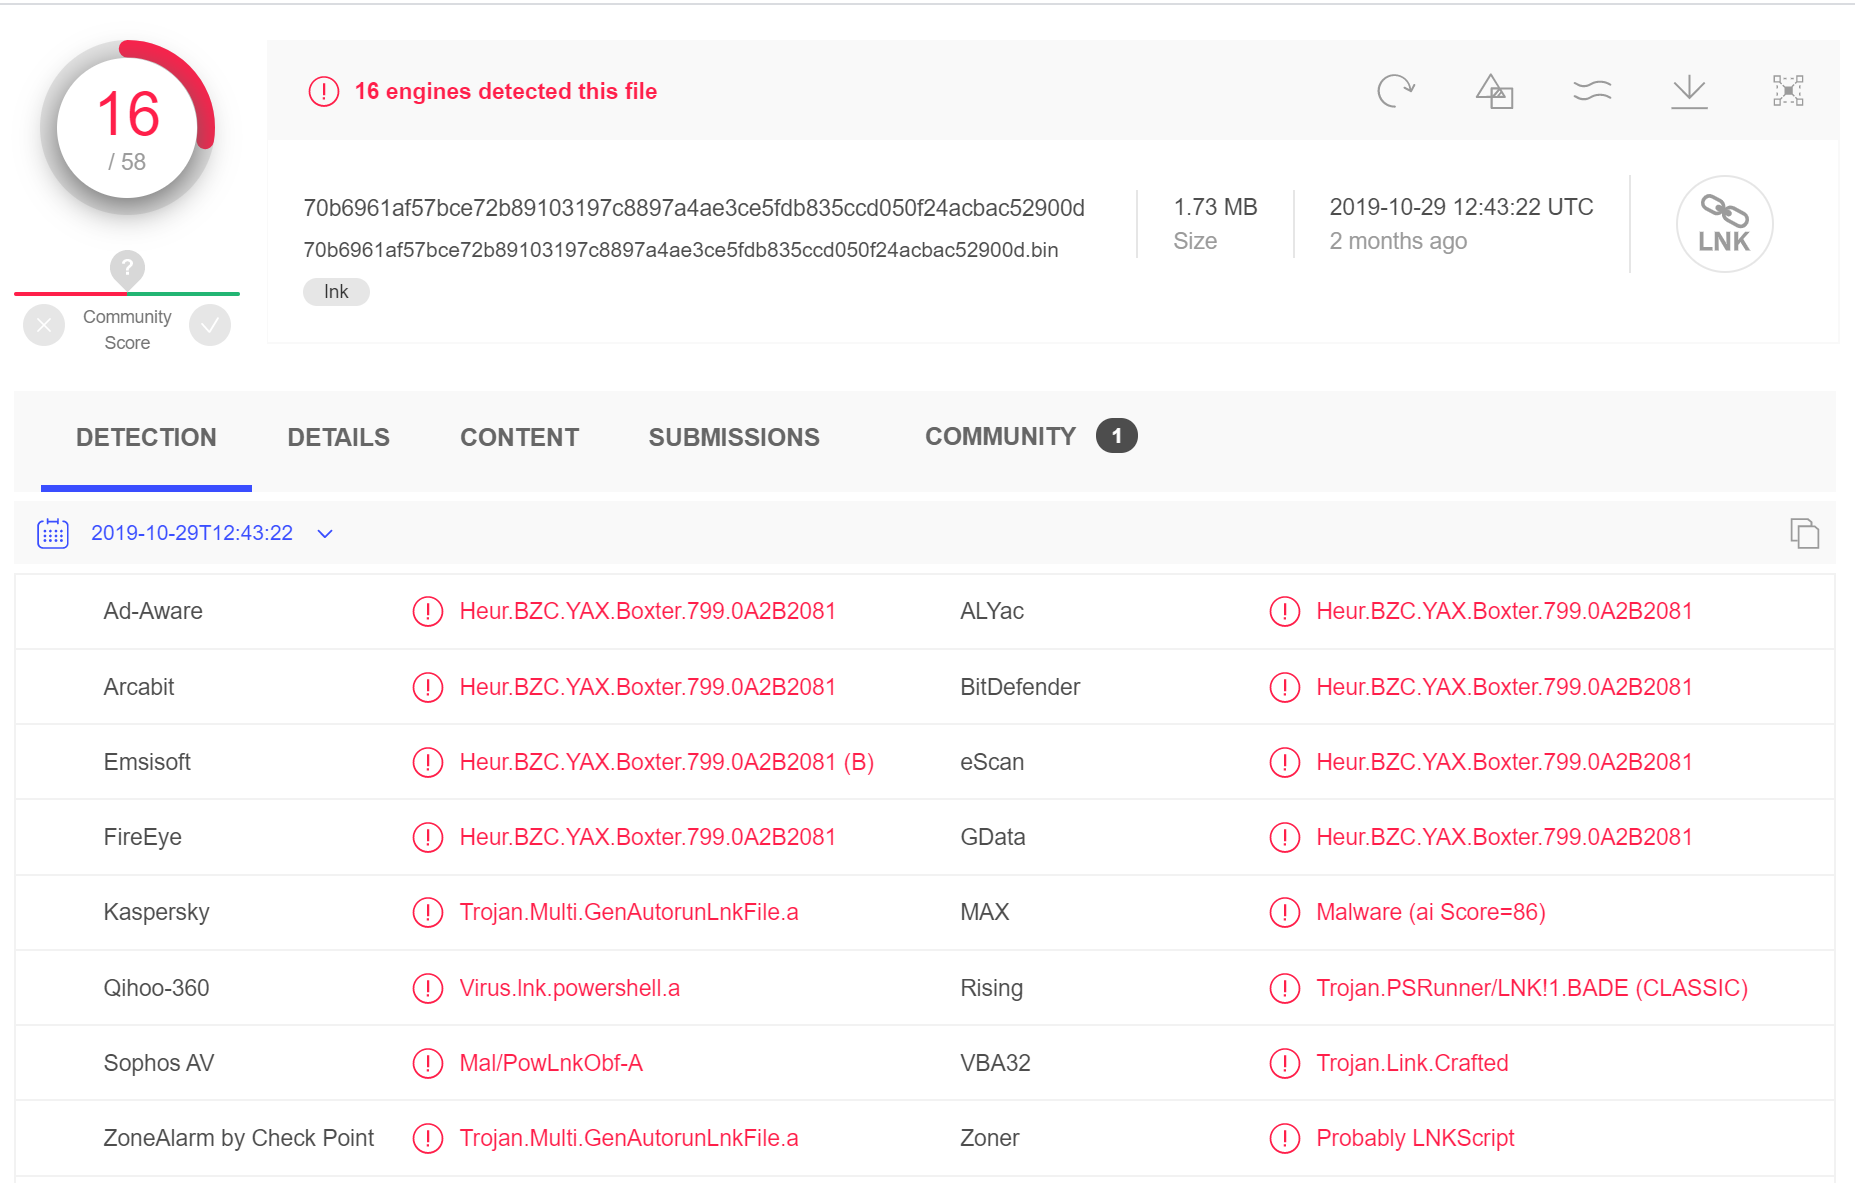 16
/ 58
16 engines detected this file
70b6961af57bce72b89103197c8897a4ae3ce5fdb835ccd050f24acbac52900d
70b6961af57bce72b89103197c8897a4ae3ce5fdb835ccd050f24acbac52900d.bin
lnk
1.73 MB
Size
2019-10-29 12:43:22 UTC
2 months ago
LNK
?
Community
Score
DETECTION DETAILS CONTENT SUBMISSIONS COMMUNITY 1
2019-10-29T12:43:22
Ad-Aware Heur.BZC.YAX.Boxter.799.0A2B2081 ALYac Heur.BZC.YAX.Boxter.799.0A2B2081
Arcabit Heur.BZC.YAX.Boxter.799.0A2B2081 BitDefender Heur.BZC.YAX.Boxter.799.0A2B2081
Emsisoft Heur.BZC.YAX.Boxter.799.0A2B2081 (B) eScan Heur.BZC.YAX.Boxter.799.0A2B2081
FireEye Heur.BZC.YAX.Boxter.799.0A2B2081 GData Heur.BZC.YAX.Boxter.799.0A2B2081
Kaspersky Trojan.Multi.GenAutorunLnkFile.a MAX Malware (ai Score=86)
Qihoo-360 Virus.lnk.powershell.a Rising Trojan.PSRunner/LNK!1.BADE (CLASSIC)
Sophos AV Mal/PowLnkObf-A VBA32 Trojan.Link.Crafted
ZoneAlarm by Check Point Trojan.Multi.GenAutorunLnkFile.a Zoner Probably LNKScript